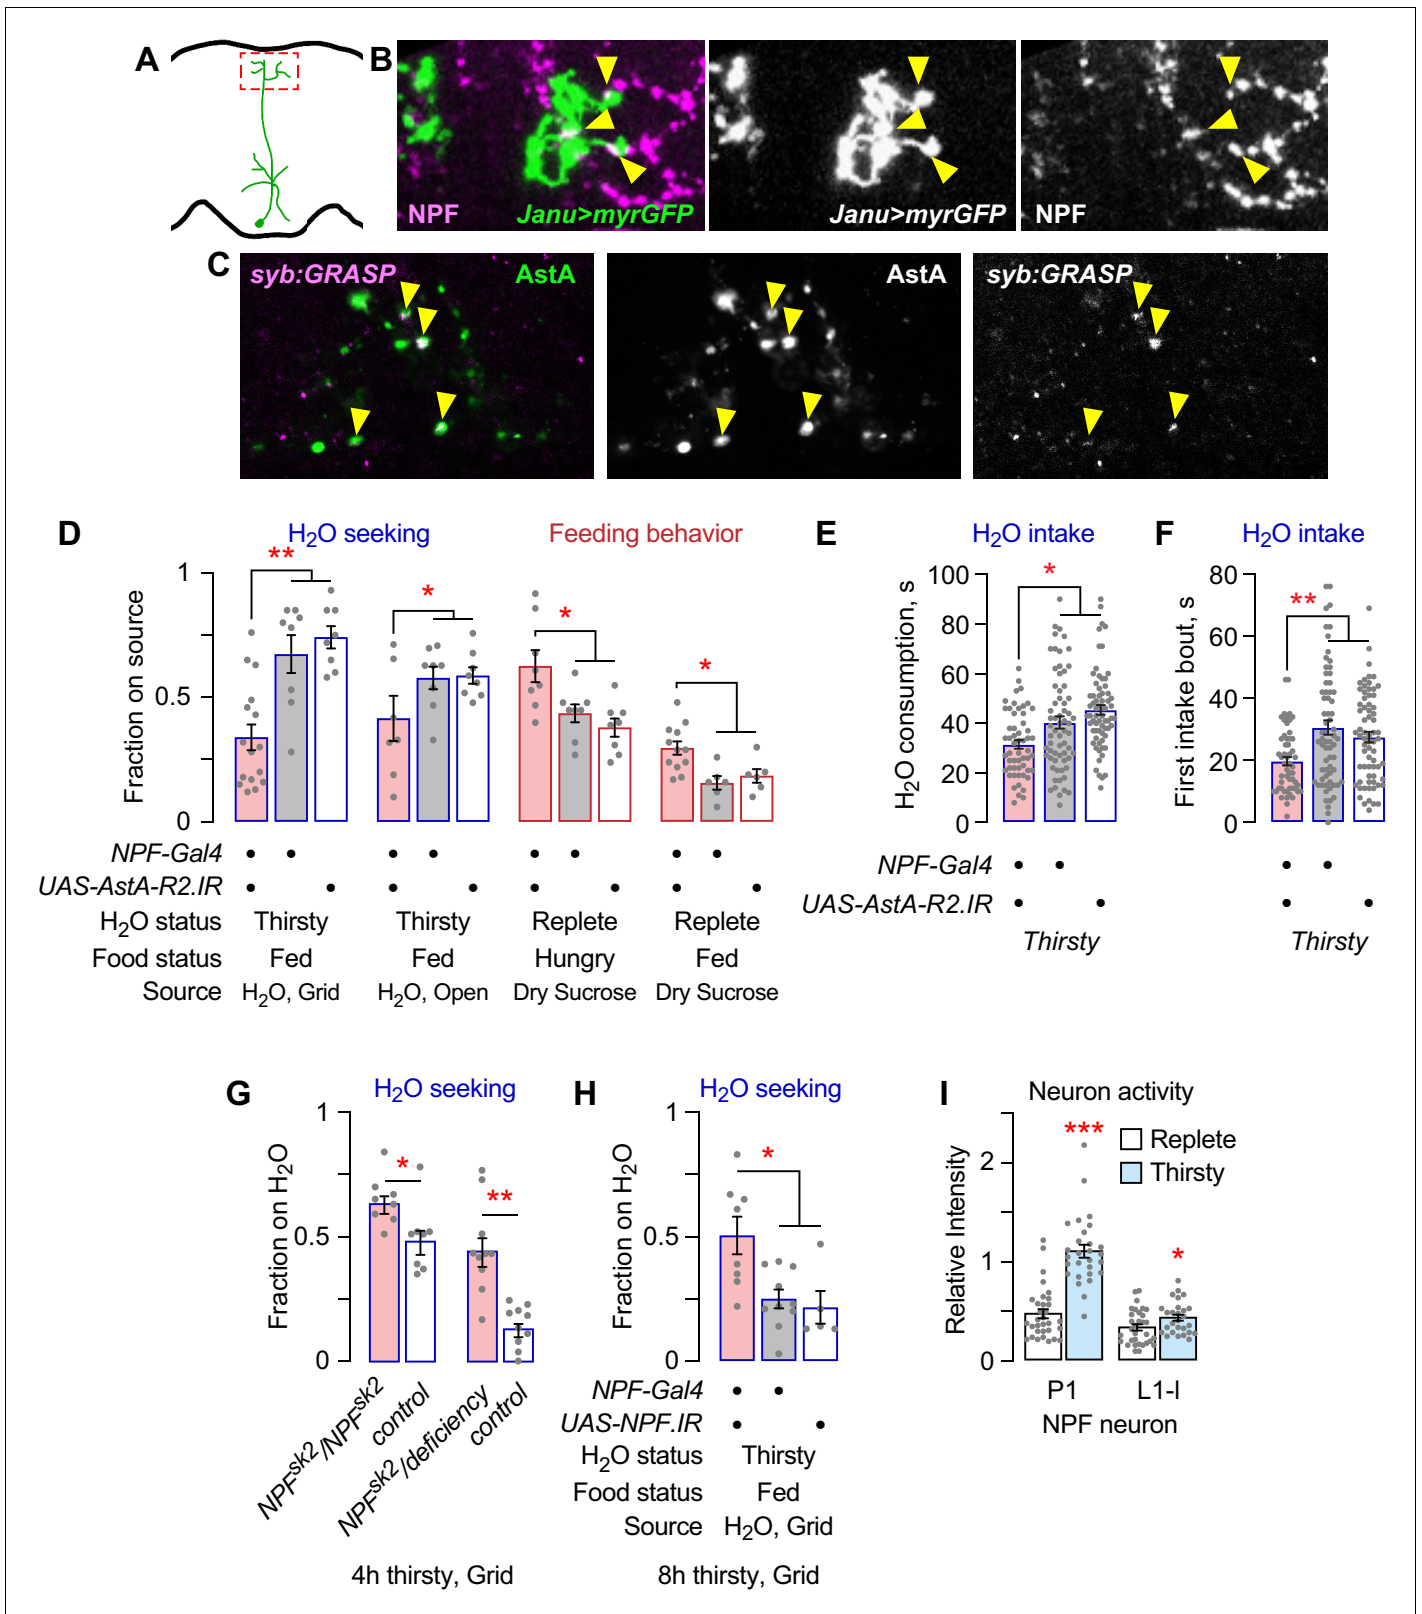 A
B
NPF
Janu>myrGFP
Janu>myrGFP
NPF
C
syb:GRASP
AstA
AstA
syb:GRASP
D
H2O seeking
Feeding behavior
Fraction on source
1
0.5
0
**
*
*
*
NPF-Gal4
UAS-AstA-R2.IR
H2O status Thirsty Thirsty Replete Replete
Food status Fed Fed Hungry Fed
Source H2O, Grid H2O, Open Dry Sucrose Dry Sucrose
E
H2O intake
H2O consumption, s
100
80
60
40
20
0
*
NPF-Gal4
UAS-AstA-R2.IR
Thirsty
F
H2O intake
First intake bout, s
80
60
40
20
0
**
Thirsty
G
H2O seeking
Fraction on H2O
1
0.5
0
*
**
NPFsk2/NPFsk2
control
NPFsk2/deficiency
control
4h thirsty, Grid
H
H2O seeking
Fraction on H2O
1
0.5
0
*
NPF-Gal4
UAS-NPF.IR
H2O status Thirsty
Food status Fed
Source H2O, Grid
8h thirsty, Grid
I
Neuron activity
Relative Intensity
2
1
0
***
*
Replete
Thirsty
P1
L1-I
NPF neuron